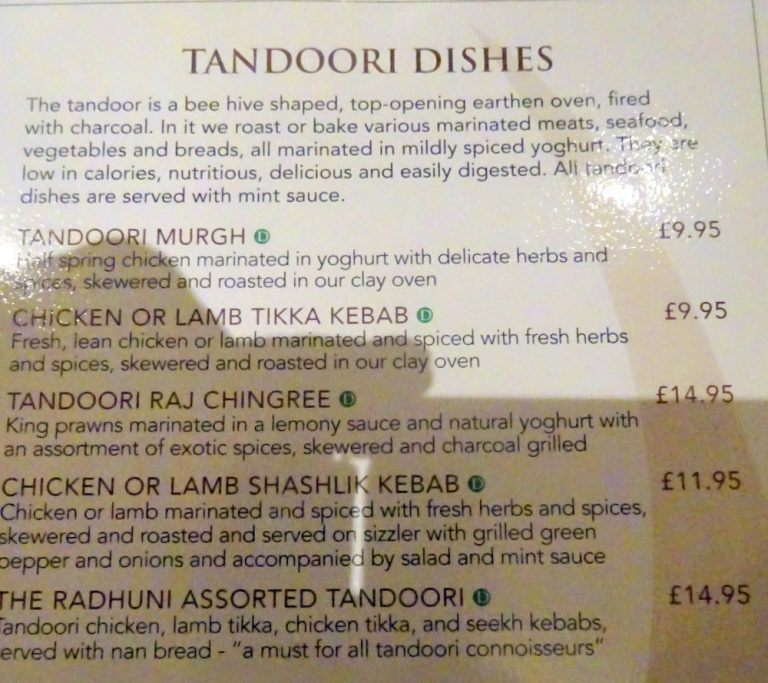 TANDOORI DISHES
The tandoor is a bee hive shaped, top-opening earthen oven, fired
with charcoal. In it we roast or bake various marinated meats, seafood,
vegetables and breads, all marinated in mildly spiced yoghurt. They are
low in calories, nutritious, delicious and easily digested. All tandoori
dishes are served with mint sauce.
TANDOORI MURGH D £9.95
Half spring chicken marinated in yoghurt with delicate herbs and
spices, skewered and roasted in our clay oven
CHICKEN OR LAMB TIKKA KEBAB D £9.95
Fresh, lean chicken or lamb marinated and spiced with fresh herbs
and spices, skewered and roasted in our clay oven
TANDOORI RAJ CHINGREE D £14.95
King prawns marinated in a lemony sauce and natural yoghurt with
an assortment of exotic spices, skewered and charcoal grilled
CHICKEN OR LAMB SHASHLIK KEBAB D £11.95
Chicken or lamb marinated and spiced with fresh herbs and spices,
skewered and roasted and served on sizzler with grilled green
pepper and onions and accompanied by salad and mint sauce
THE RADHUNI ASSORTED TANDOORI D £14.95
Tandoori chicken, lamb tikka, chicken tikka, and seekh kebabs,
erved with nan bread - "a must for all tandoori connoisseurs"